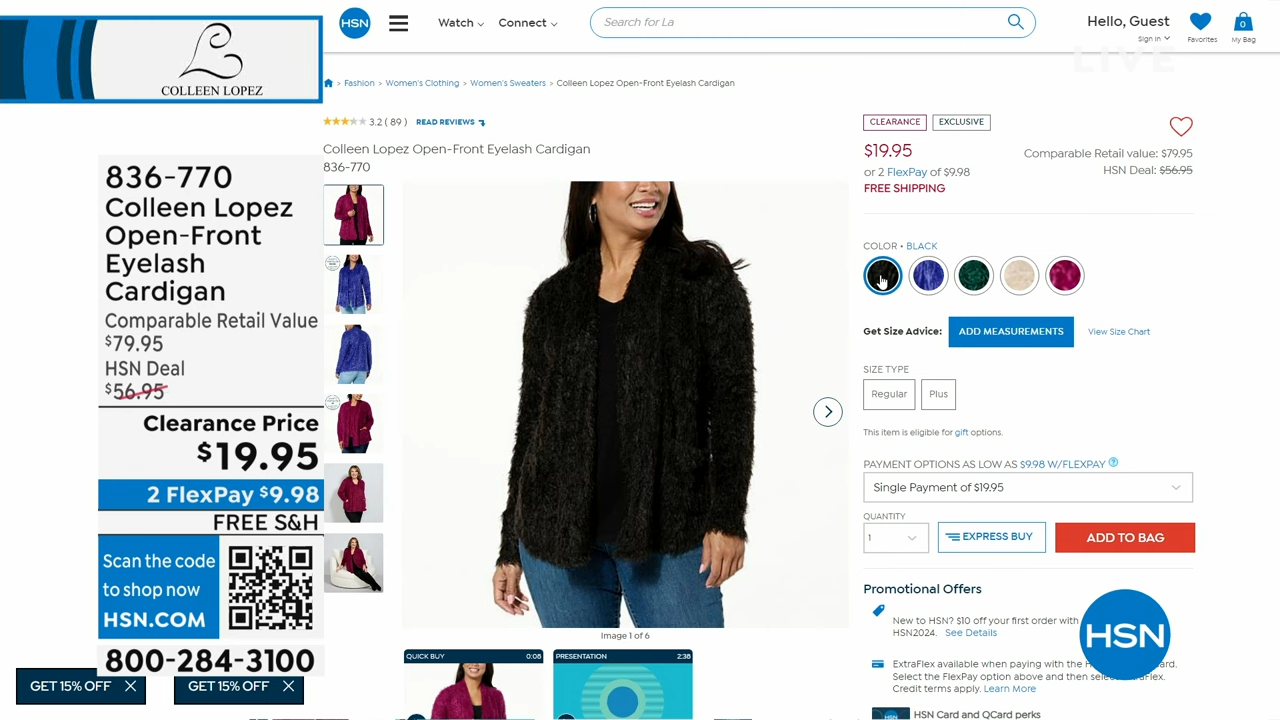 COLLEEN LOPEZ
836-770
Colleen Lopez
Open-Front
Eyelash
Cardigan
Comparable Retail Value
$79.95
HSN Deal
$56.95
Clearance Price
$19.95
2 FlexPay $9.98
FREE S&H
Scan the code
to shop now
HSN.COM
800-284-3100
GET 15% OFF
GET 15% OFF
HSN
Watch
Connect
Search for La
Hello, Guest
Sign in
Favorites
0
My Bag
LIVE
> Fashion > Women's Clothing > Women's Sweaters > Colleen Lopez Open-Front Eyelash Cardigan
3.2 ( 89 ) READ REVIEWS
Colleen Lopez Open-Front Eyelash Cardigan
836-770
Image 1 of 6
QUICK BUY 0:08
PRESENTATION 2:38
CLEARANCE EXCLUSIVE
$19.95
Comparable Retail value: $79.95
or 2 FlexPay of $9.98
HSN Deal: $56.95
FREE SHIPPING
COLOR • BLACK
Get Size Advice: ADD MEASUREMENTS View Size Chart
SIZE TYPE
Regular Plus
This item is eligible for gift options.
PAYMENT OPTIONS AS LOW AS $9.98 W/FLEXPAY ?
Single Payment of $19.95
QUANTITY
1
EXPRESS BUY
ADD TO BAG
Promotional Offers
New to HSN? $10 off your first order with
HSN2024. See Details
ExtraFlex available when paying with the H ard.
Select the FlexPay option above and then sele raFlex.
Credit terms apply. Learn More
HSN Card and QCard perks
HSN